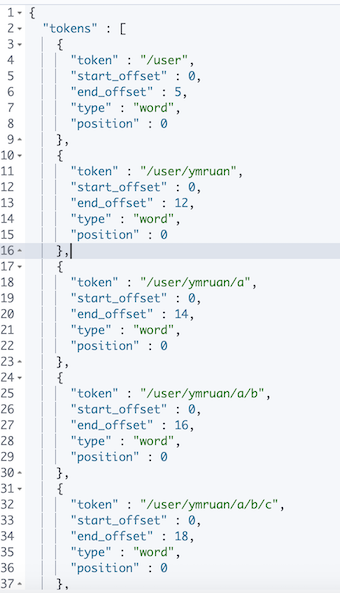 1 {
2 "tokens" : [
3 {
4 "token" : "/user",
5 "start_offset" : 0,
6 "end_offset" : 5,
7 "type" : "word",
8 "position" : 0
9 },
10 {
11 "token" : "/user/ymruan",
12 "start_offset" : 0,
13 "end_offset" : 12,
14 "type" : "word",
15 "position" : 0
16 },
17 {
18 "token" : "/user/ymruan/a",
19 "start_offset" : 0,
20 "end_offset" : 14,
21 "type" : "word",
22 "position" : 0
23 },
24 {
25 "token" : "/user/ymruan/a/b",
26 "start_offset" : 0,
27 "end_offset" : 16,
28 "type" : "word",
29 "position" : 0
30 },
31 {
32 "token" : "/user/ymruan/a/b/c",
33 "start_offset" : 0,
34 "end_offset" : 18,
35 "type" : "word",
36 "position" : 0
37 },